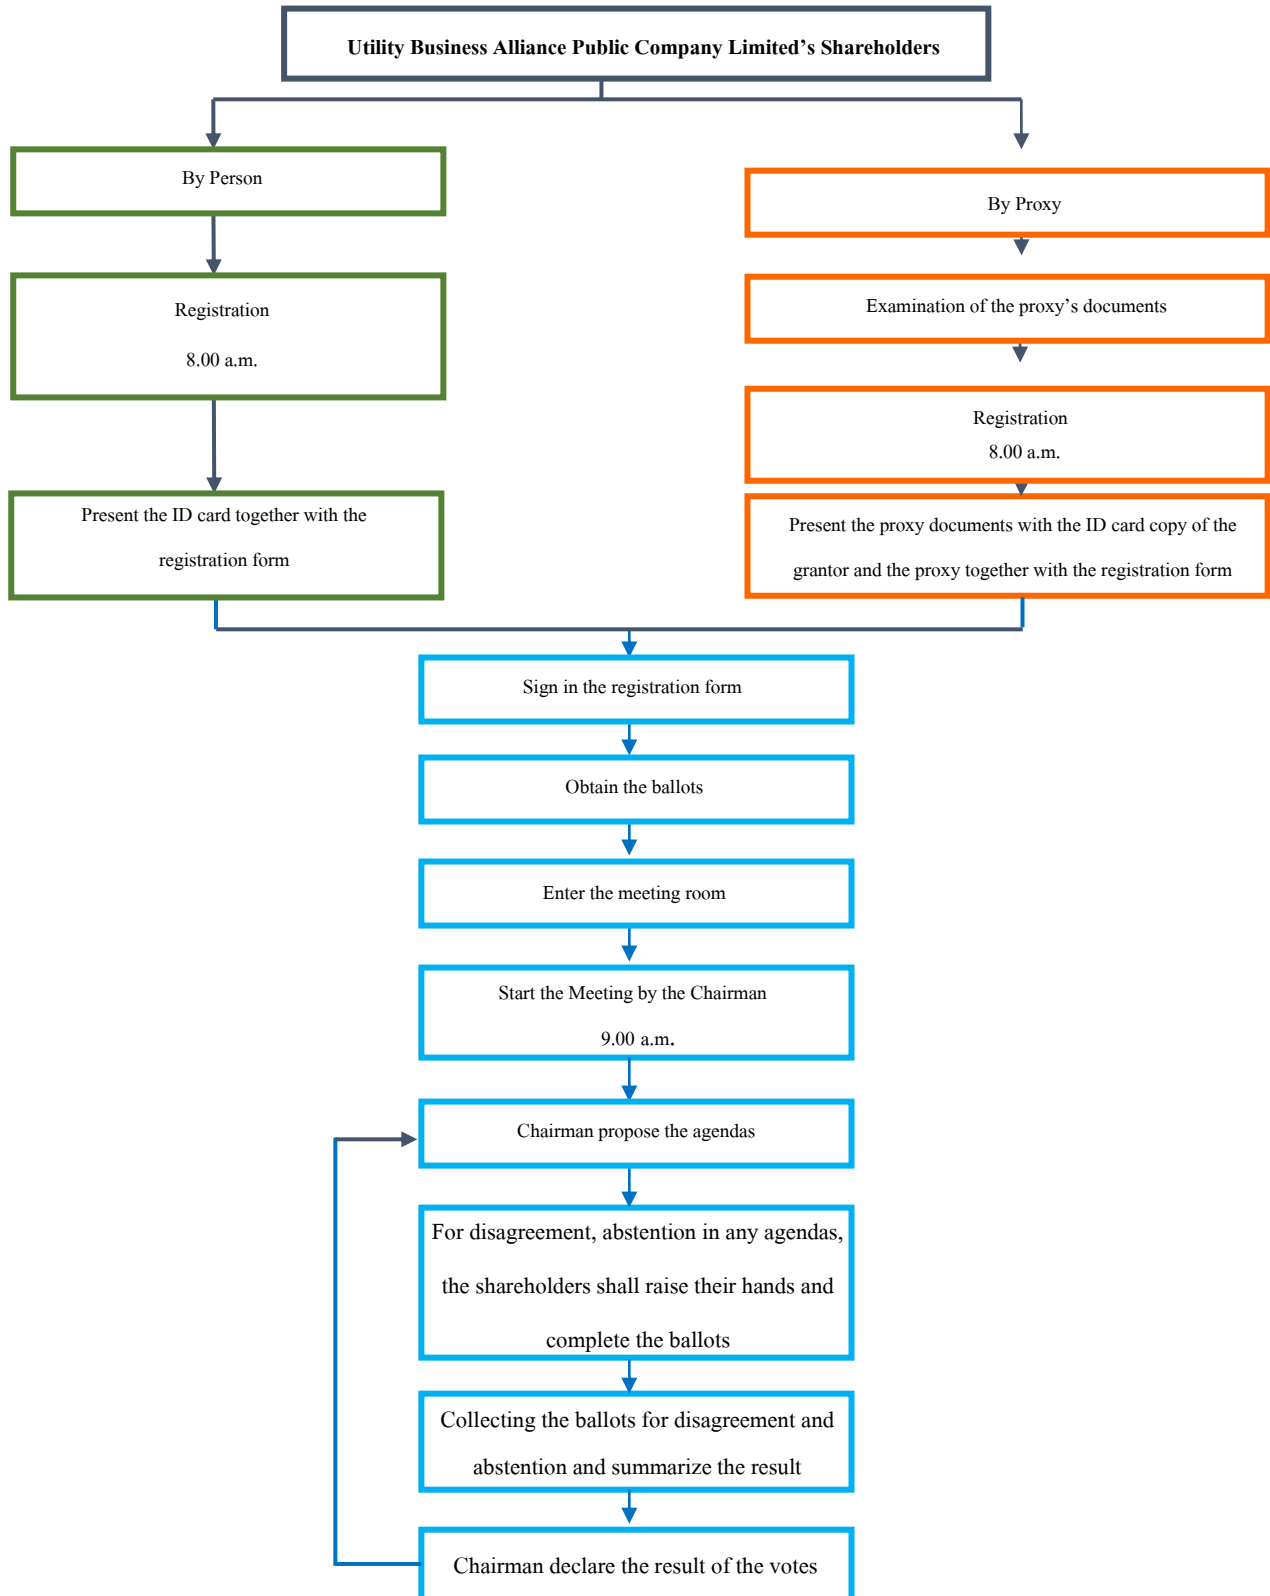 Utility Business Alliance Public Company Limited’s Shareholders
By Person
Registration
8.00 a.m.
Present the ID card together with the
registration form
By Proxy
Examination of the proxy’s documents
Registration
8.00 a.m.
Present the proxy documents with the ID card copy of the
grantor and the proxy together with the registration form
Sign in the registration form
Obtain the ballots
Enter the meeting room
Start the Meeting by the Chairman
9.00 a.m.
Chairman propose the agendas
For disagreement, abstention in any agendas,
the shareholders shall raise their hands and
complete the ballots
Collecting the ballots for disagreement and
abstention and summarize the result
Chairman declare the result of the votes